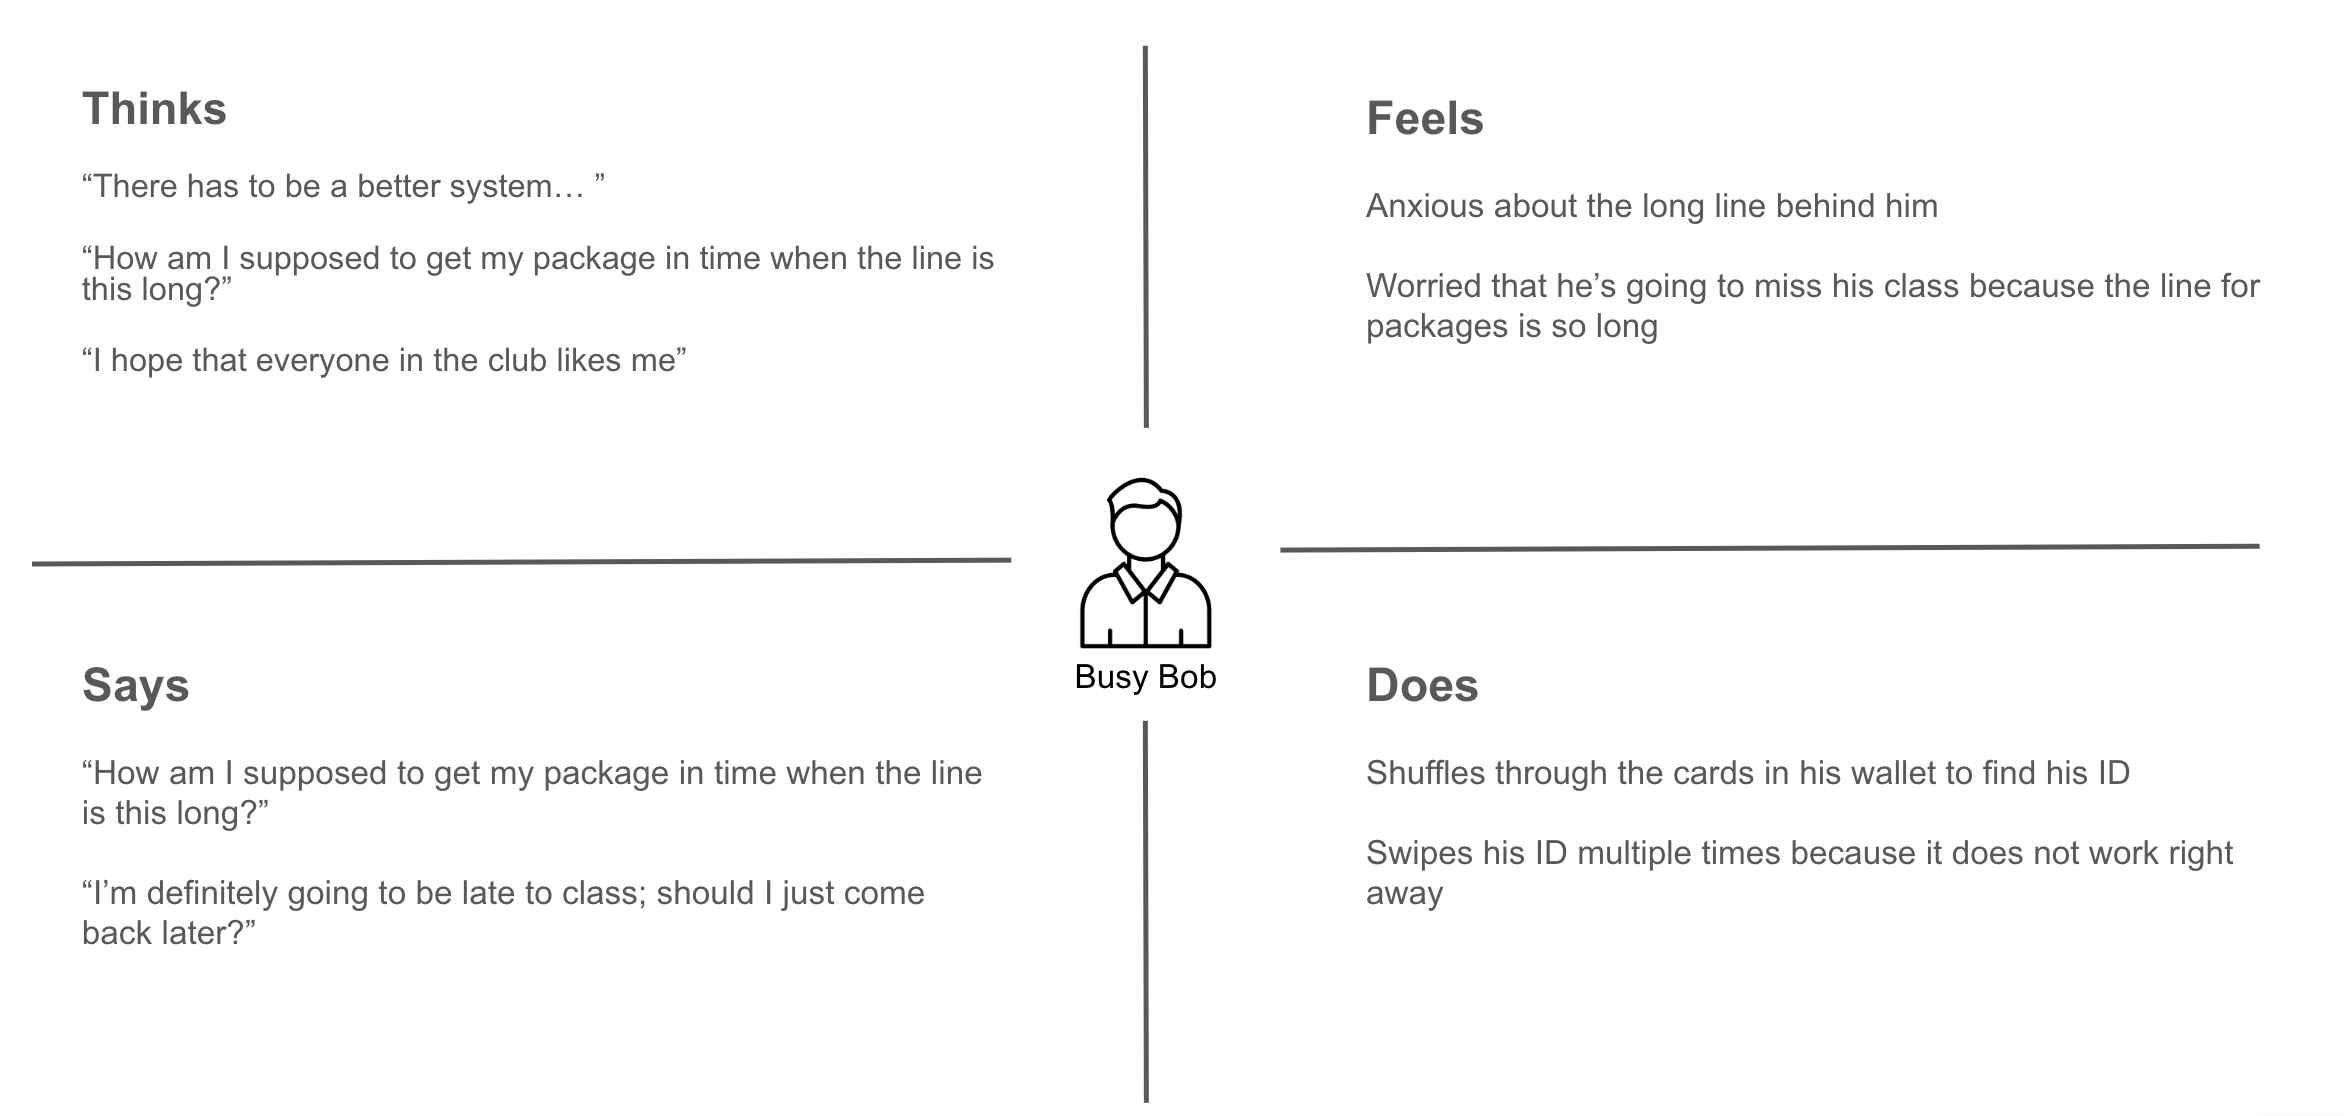 Thinks
“There has to be a better system… ”
“How am I supposed to get my package in time when the line is
this long?”
“I hope that everyone in the club likes me”
Feels
Anxious about the long line behind him
Worried that he’s going to miss his class because the line for
packages is so long
Busy Bob
Says
“How am I supposed to get my package in time when the line
is this long?”
“I’m definitely going to be late to class; should I just come
back later?”
Does
Shuffles through the cards in his wallet to find his ID
Swipes his ID multiple times because it does not work right
away